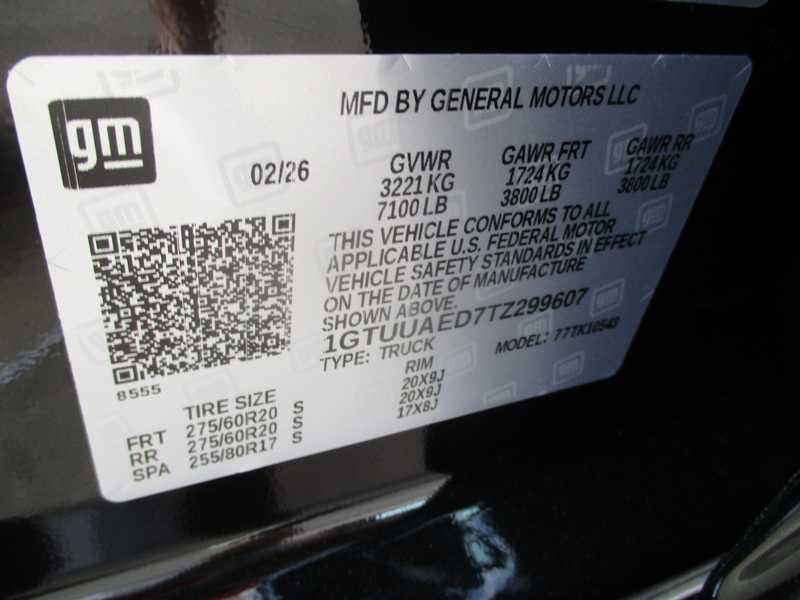 gm
MFD BY GENERAL MOTORS LLC
02/26 GVWR GAWR FRT GAWR RR
3221 KG 1724 KG 1724 KG
7100 LB 3800 LB 3800 LB
THIS VEHICLE CONFORMS TO ALL
APPLICABLE U.S. FEDERAL MOTOR
VEHICLE SAFETY STANDARDS IN EFFECT
ON THE DATE OF MANUFACTURE
SHOWN ABOVE.
1GTUUAED7TZ299607
TYPE: TRUCK MODEL: 77TK10543
8555
TIRE SIZE RIM
FRT 275/60R20 S 20X9J
RR 275/60R20 S 20X9J
SPA 255/80R17 S 17X8J